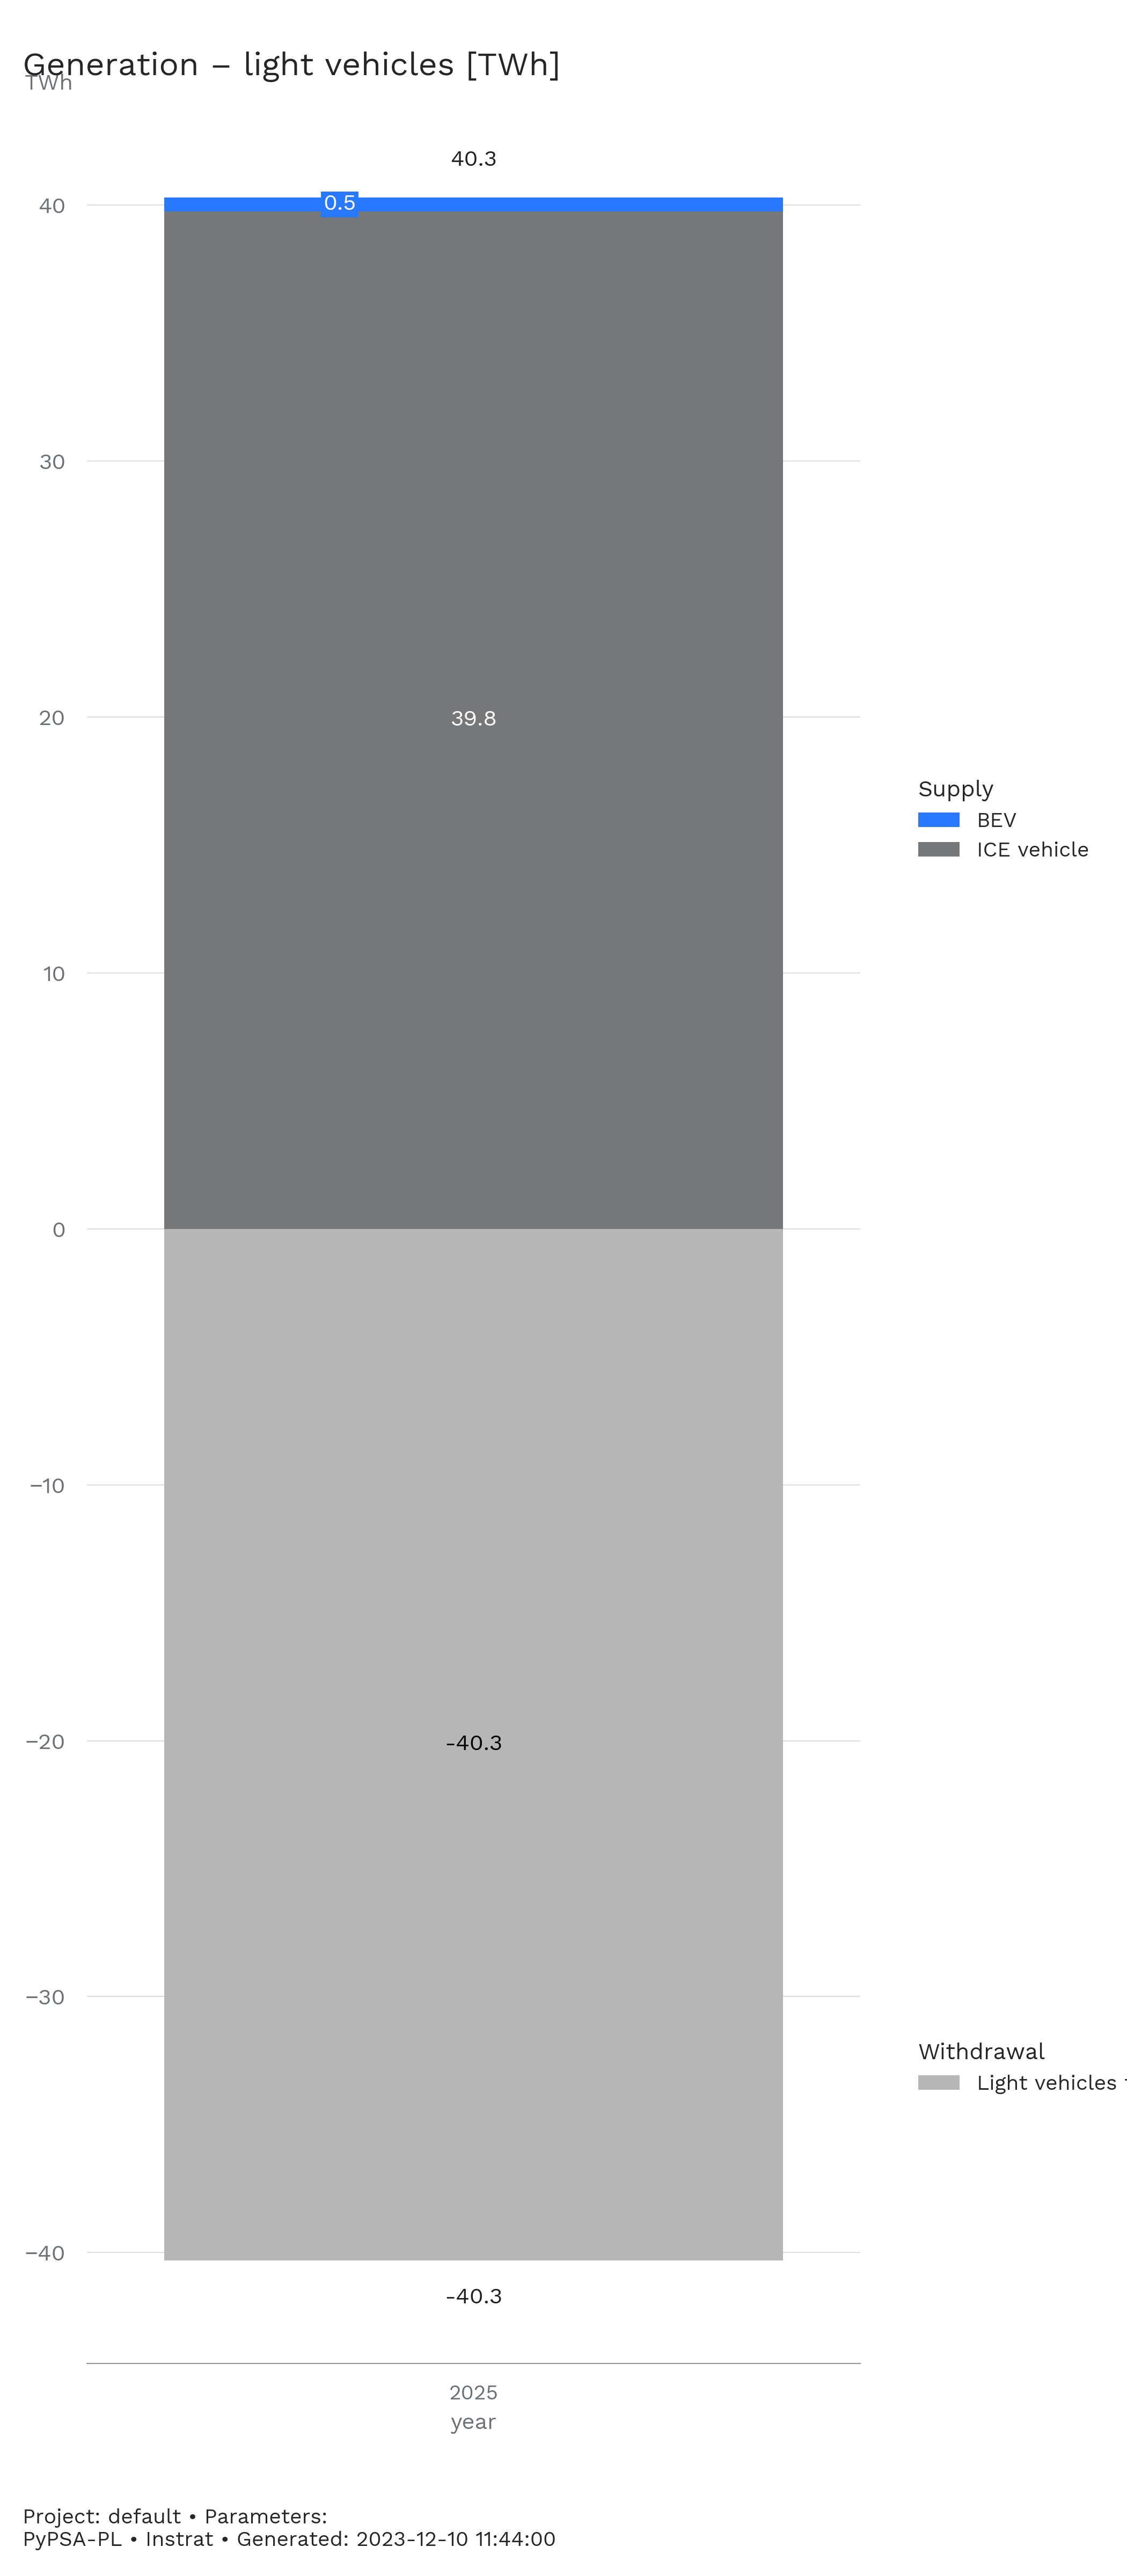 Generation – light vehicles [TWh]
TWh
40.3
40
0.5
30
39.8
20
Supply
BEV
ICE vehicle
10
0
−10
-40.3
−20
−30
Withdrawal
Light vehicles
−40
-40.3
2025
year
Project: default • Parameters:
PyPSA-PL • Instrat • Generated: 2023-12-10 11:44:00